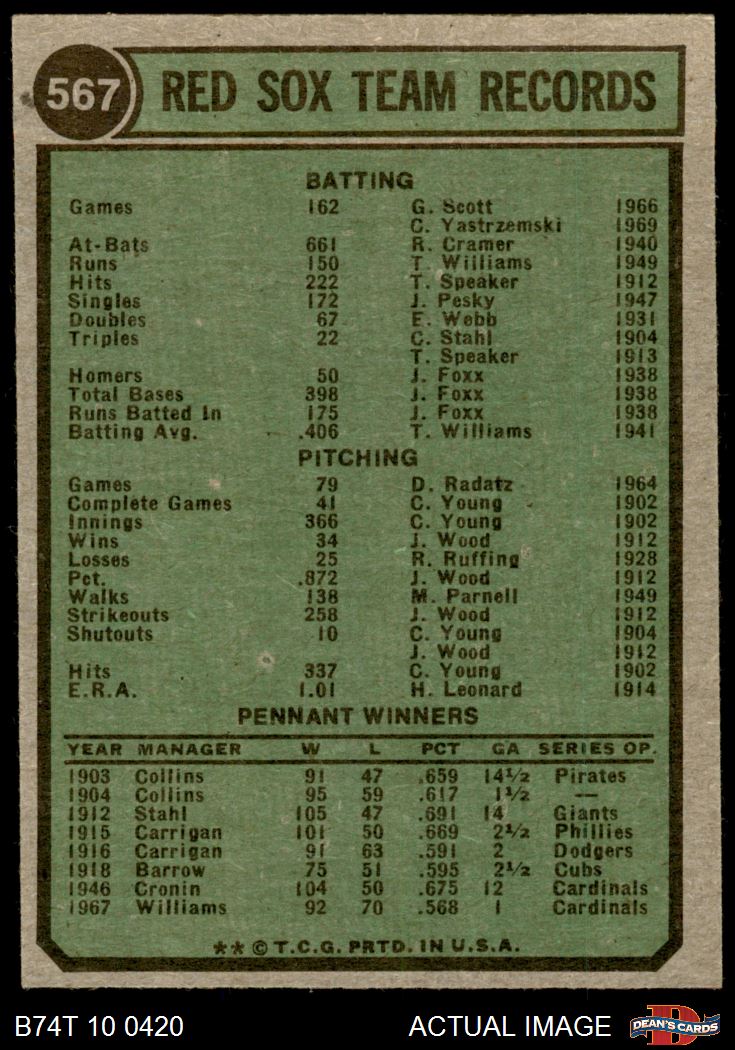 567 RED SOX TEAM RECORDS
BATTING
Games 162 G. Scott 1966
C. Yastrzemski 1969
At-Bats 661 R. Cramer 1940
Runs 150 T. Williams 1949
Hits 222 T. Speaker 1912
Singles 172 J. Pesky 1947
Doubles 67 E. Webb 1931
Triples 22 C. Stahl 1904
T. Speaker 1913
Homers 50 J. Foxx 1938
Total Bases 398 J. Foxx 1938
Runs Batted In 175 J. Foxx 1938
Batting Avg. .406 T. Williams 1941
PITCHING
Games 79 D. Radatz 1964
Complete Games 41 C. Young 1902
Innings 366 C. Young 1902
Wins 34 J. Wood 1912
Losses 25 R. Ruffing 1928
Pct. .872 J. Wood 1912
Walks 138 M. Parnell 1949
Strikeouts 258 J. Wood 1912
Shutouts 10 C. Young 1904
J. Wood 1912
Hits 337 C. Young 1902
E.R.A. 1.01 H. Leonard 1914
PENNANT WINNERS
YEAR MANAGER W L PCT GA SERIES OP.
1903 Collins 91 47 .659 14½ Pirates
1904 Collins 95 59 .617 1½ —
1912 Stahl 105 47 .691 14 Giants
1915 Carrigan 101 50 .669 2½ Phillies
1916 Carrigan 91 63 .591 2 Dodgers
1918 Barrow 75 51 .595 2½ Cubs
1946 Cronin 104 50 .675 12 Cardinals
1967 Williams 92 70 .568 1 Cardinals
** © T.C.G. PRTD. IN U.S.A.
B74T 10 0420 ACTUAL IMAGE D DEAN'S CARDS